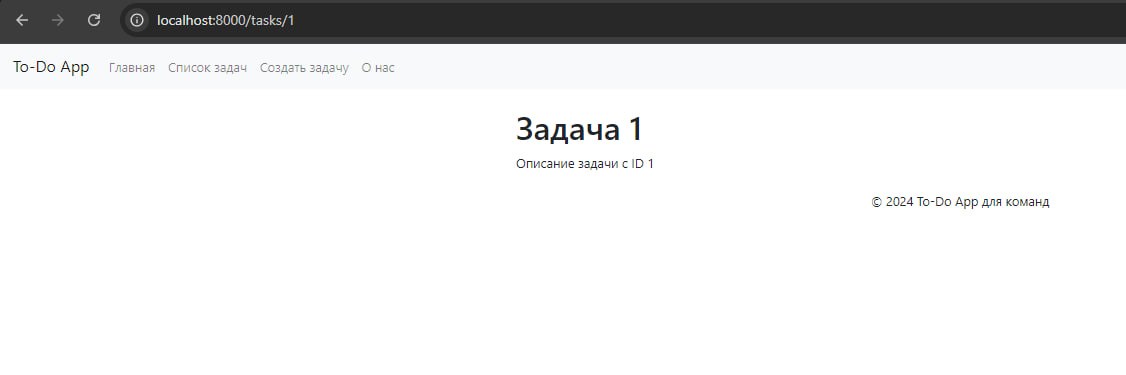 localhost:8000/tasks/1
To-Do App Главная Список задач Создать задачу О нас
Задача 1
Описание задачи с ID 1
© 2024 To-Do App для команд